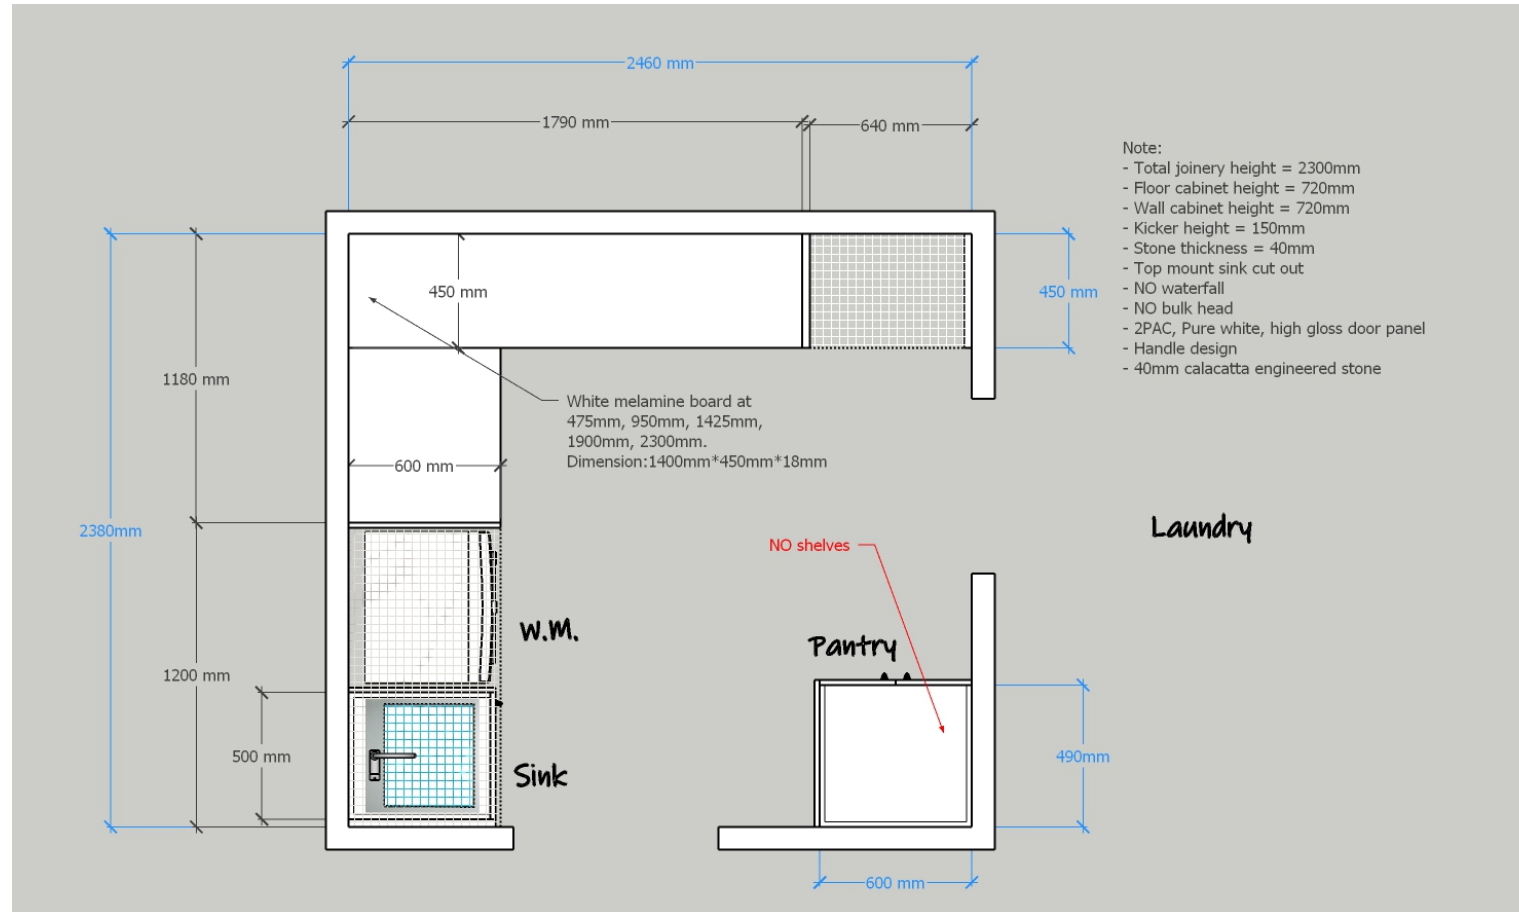 2460 mm
1790 mm
640 mm
Note:
- Total joinery height = 2300mm
- Floor cabinet height = 720mm
- Wall cabinet height = 720mm
- Kicker height = 150mm
- Stone thickness = 40mm
- Top mount sink cut out
- NO waterfall
- NO bulk head
- 2PAC, Pure white, high gloss door panel
- Handle design
- 40mm calacatta engineered stone
450 mm
450 mm
1180 mm
White melamine board at
475mm, 950mm, 1425mm,
1900mm, 2300mm.
Dimension:1400mm*450mm*18mm
600 mm
2380mm
Laundry
NO shelves
W.M.
Pantry
1200 mm
500 mm
Sink
490mm
600 mm